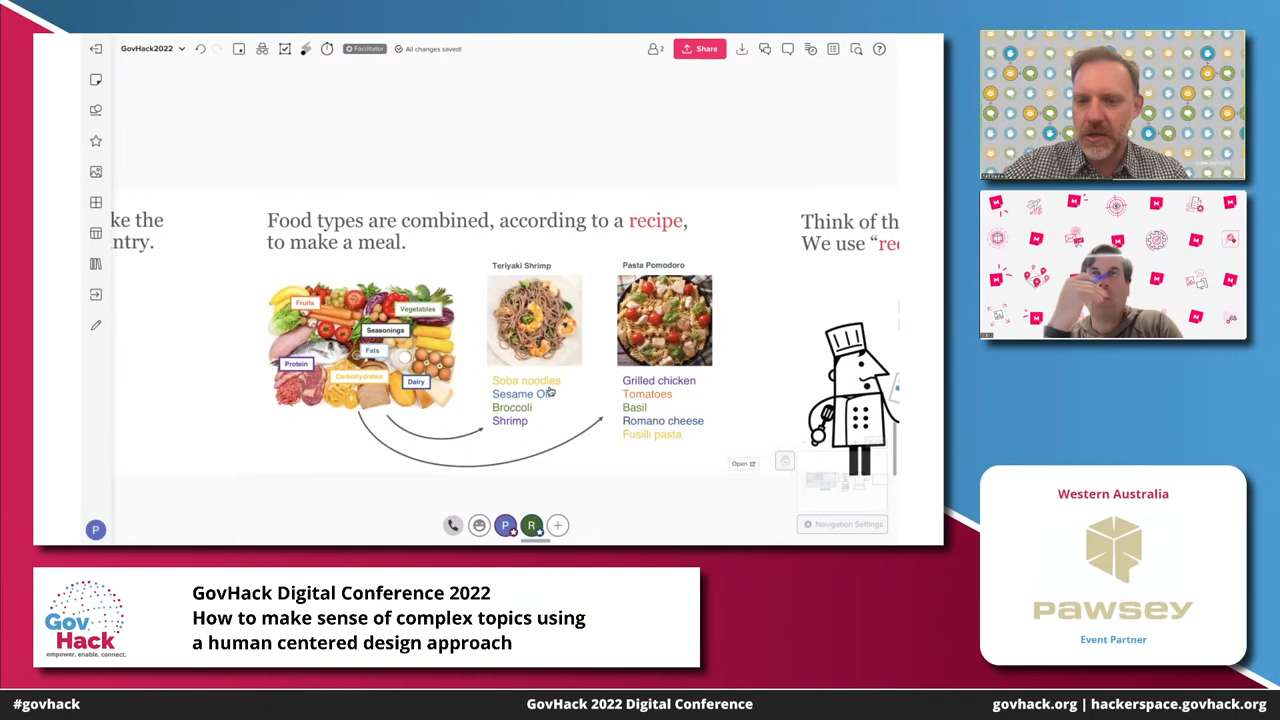 GovHack2022
Facilitator
All changes saved!
2
Share
ke the
ntry.
Food types are combined, according to a recipe,
to make a meal.
Think of th
We use “rec
Teriyaki Shrimp
Pasta Pomodoro
Fruits
Vegetables
Seasonings
Fats
Protein
Carbohydrates
Dairy
Soba noodles
Sesame Oil
Broccoli
Shrimp
Grilled chicken
Tomatoes
Basil
Romano cheese
Fusilli pasta
Open
Navigation Settings
P
P
R
GovHack Digital Conference 2022
How to make sense of complex topics using
a human centered design approach
Gov
Hack
empower. enable. connect.
Western Australia
PAWSEY
Event Partner
#govhack
GovHack 2022 Digital Conference
govhack.org | hackerspace.govhack.org